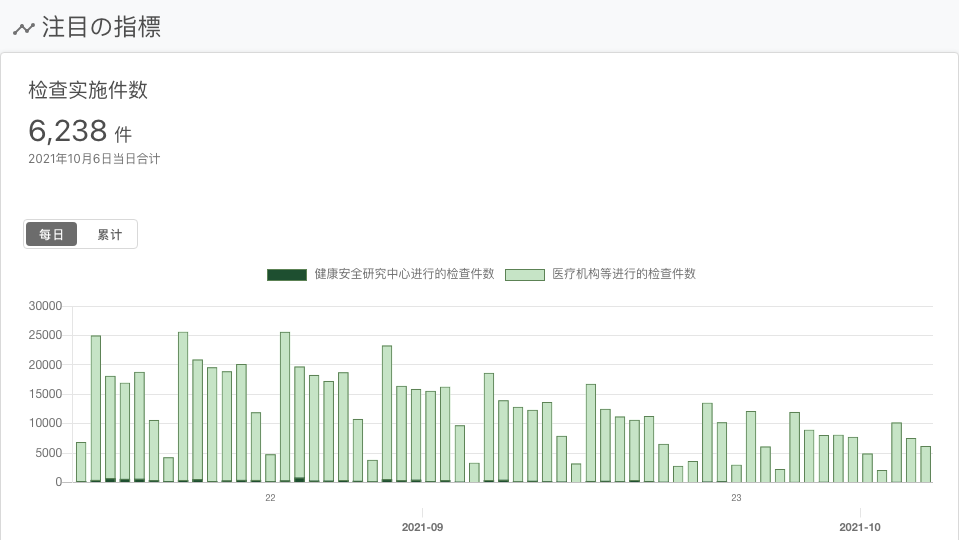 注目の指標
检查实施件数
6,238 件
2021年10月6日当日合计
每日 累计
健康安全研究中心进行的检查件数 医疗机构等进行的检查件数
30000
25000
20000
15000
10000
5000
0
22 23
2021-09 2021-10